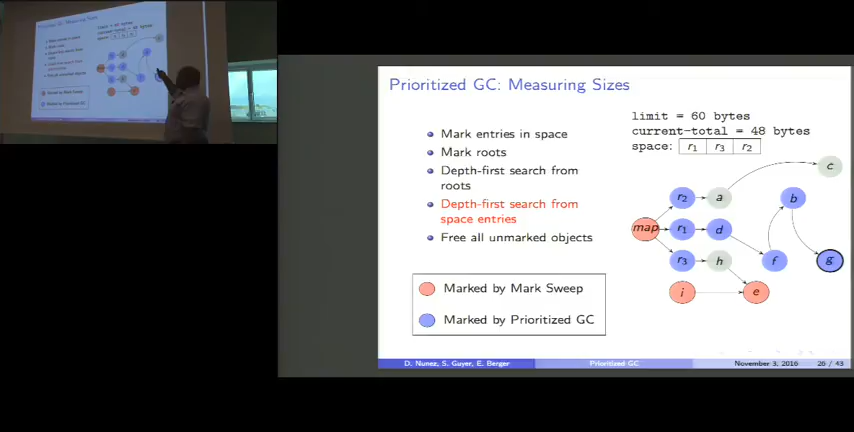 Prioritized GC: Measuring Sizes
Mark entries in space
Mark roots
Depth-first search from
roots
Depth-first search from
space entries
Free all unmarked objects
limit = 60 bytes
current-total = 48 bytes
space: r1 r3 r2
c
r2 a b
map r1 d
r3 h f g
i e
Marked by Mark Sweep
Marked by Prioritized GC
D. Nunez, S. Guyer, E. Berger Prioritized GC November 3, 2016 26 / 43